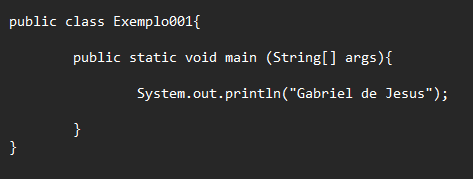 public class Exemplo001{
public static void main (String[] args){
System.out.println("Gabriel de Jesus");
}
}